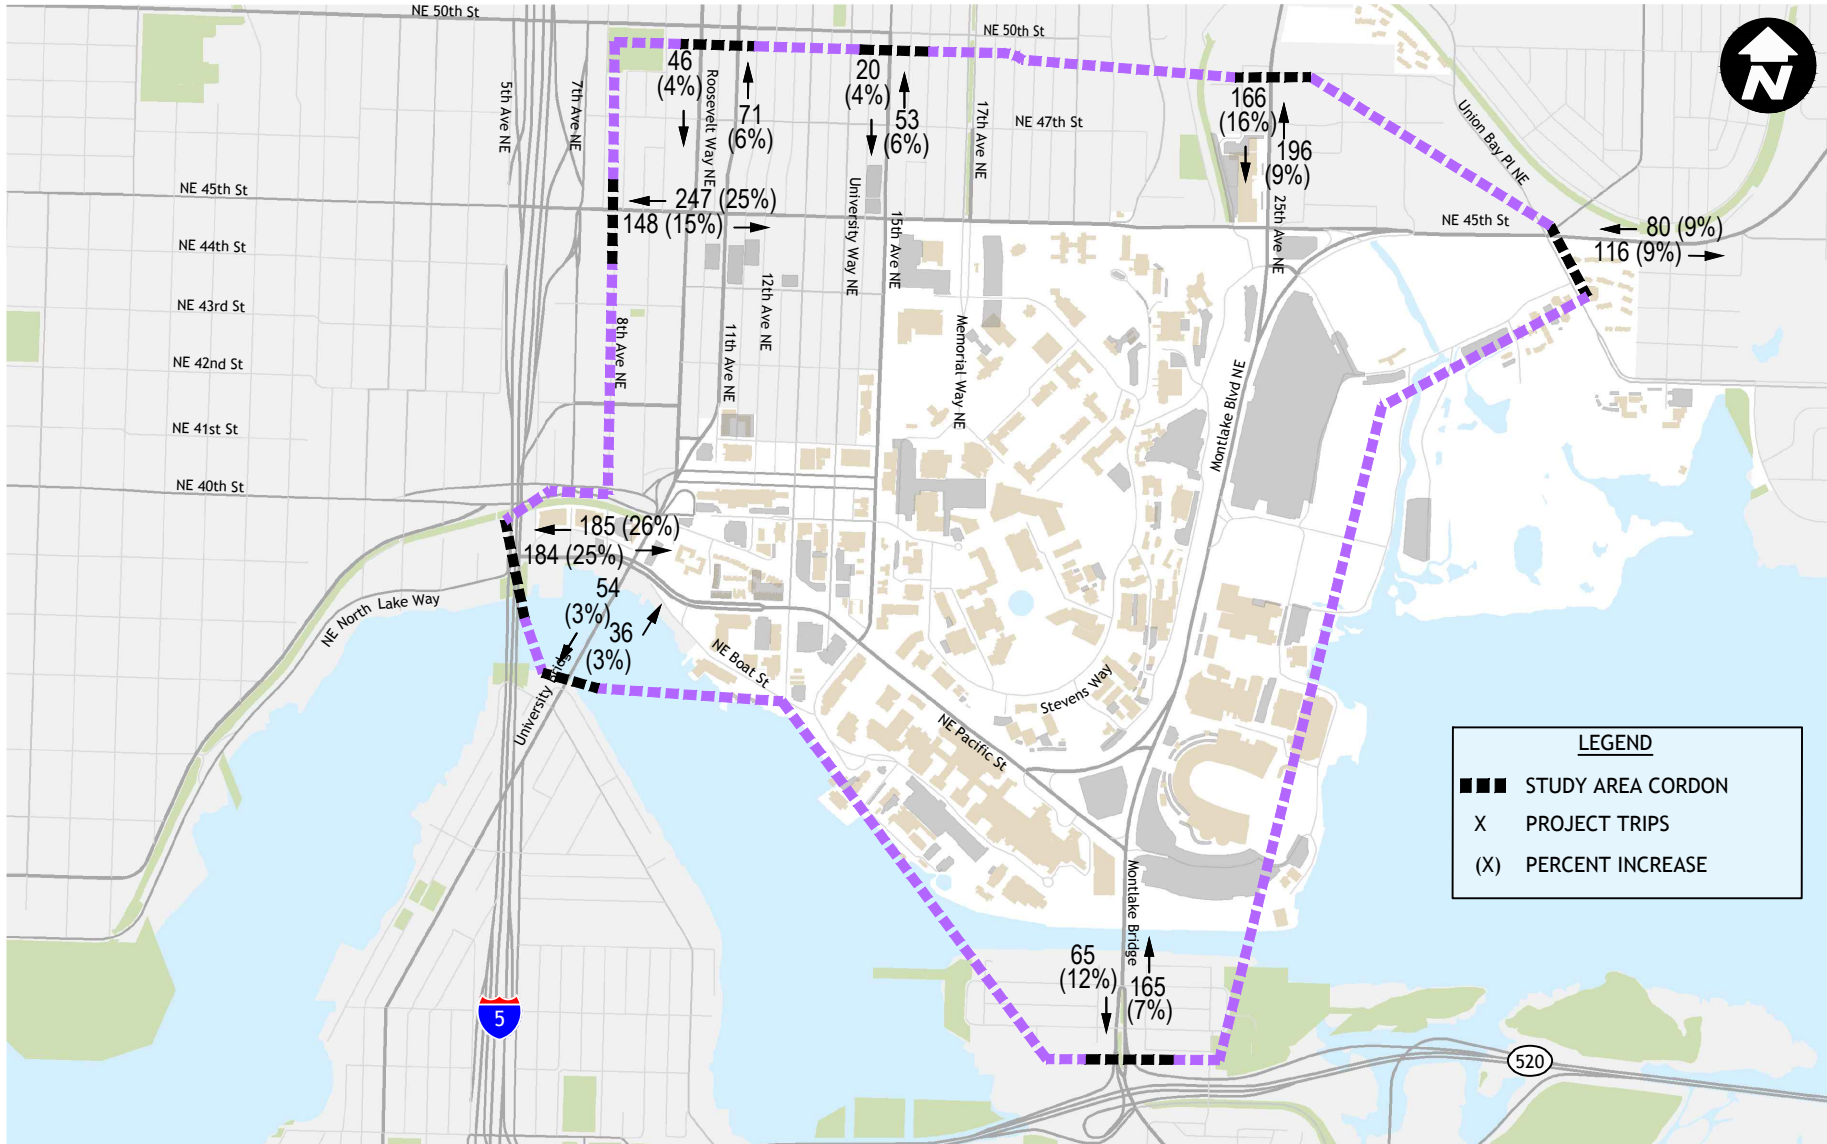 NE 50th St
NE 50th St
N
46
(4%)
Roosevelt Way NE
71
(6%)
20
(4%)
53
(6%)
166
(16%)
196
(9%)
5th Ave NE
7th Ave NE
17th Ave NE
NE 47th St
Union Bay Pl NE
NE 45th St
247 (25%)
148 (15%)
University Way NE
15th Ave NE
25th Ave NE
NE 45th St
80 (9%)
116 (9%)
NE 44th St
12th Ave NE
NE 43rd St
8th Ave NE
11th Ave NE
Memorial Way NE
NE 42nd St
Montlake Blvd NE
NE 41st St
NE 40th St
185 (26%)
184 (25%)
54
(3%)
36
(3%)
NE North Lake Way
University Bridge
NE Boat St
Stevens Way
NE Pacific St
LEGEND
STUDY AREA CORDON
X PROJECT TRIPS
(X) PERCENT INCREASE
Montlake Bridge
65
(12%)
165
(7%)
5
520